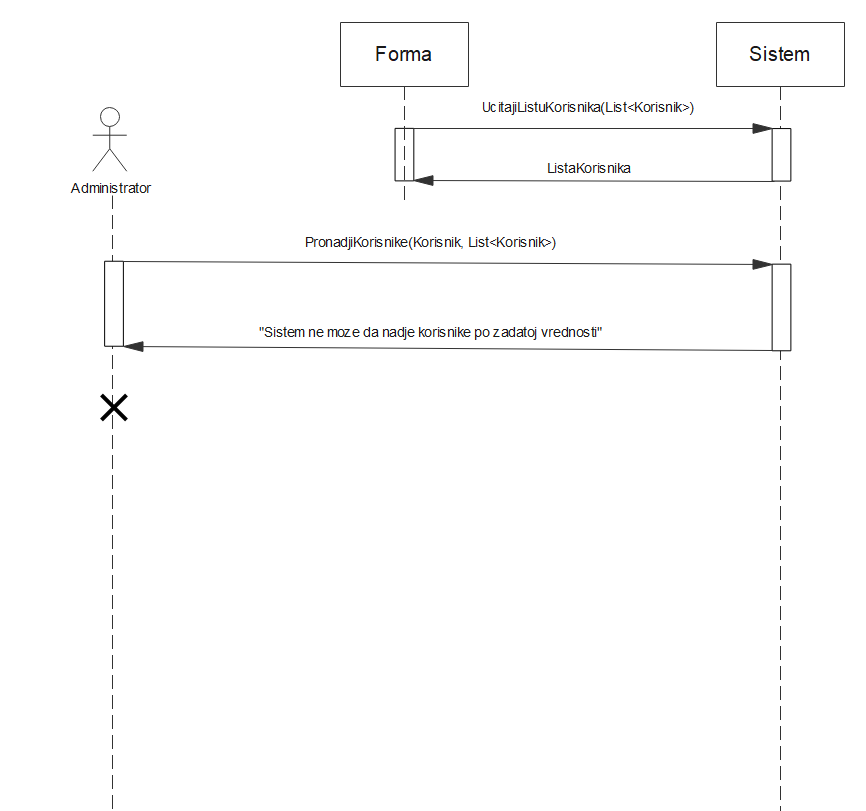 Forma
Sistem
UcitajiListuKorisnika(List<Korisnik>)
ListaKorisnika
Administrator
PronadjiKorisnike(Korisnik, List<Korisnik>)
"Sistem ne moze da nadje korisnike po zadatoj vrednosti"